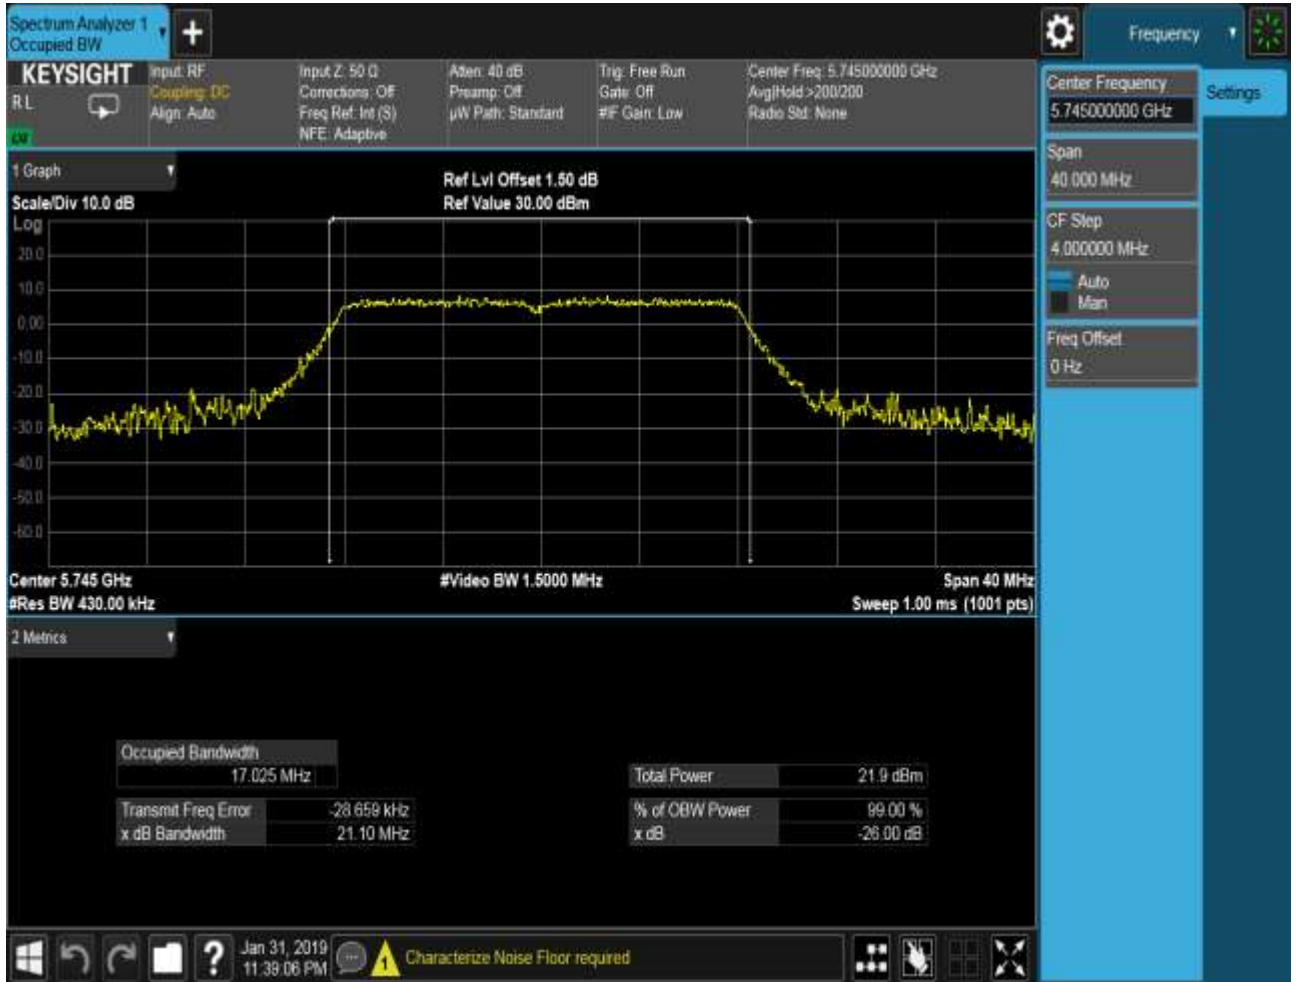 Spectrum Analyzer 1
Occupied BW
+
Frequency
KEYSIGHT
R L
Input: RF
Coupling: DC
Align: Auto
Input Z: 50 Ω
Corrections: Off
Freq Ref: Int (S)
NFE: Adaptive
Atten: 40 dB
Preamp: Off
µW Path: Standard
Trig: Free Run
Gate: Off
#IF Gain: Low
Center Freq: 5.745000000 GHz
Avg|Hold:>200/200
Radio Std: None
Center Frequency
5.745000000 GHz
Settings
Span
40.000 MHz
CF Step
4.000000 MHz
Auto
Man
Freq Offset
0 Hz
1 Graph
Scale/Div 10.0 dB
Ref Lvl Offset 1.50 dB
Ref Value 30.00 dBm
Log
20.0
10.0
0.00
-10.0
-20.0
-30.0
-40.0
-50.0
-60.0
Center 5.745 GHz
#Video BW 1.5000 MHz
Span 40 MHz
#Res BW 430.00 kHz
Sweep 1.00 ms (1001 pts)
2 Metrics
Occupied Bandwidth
17.025 MHz
Total Power 21.9 dBm
Transmit Freq Error -28.659 kHz
% of OBW Power 99.00 %
x dB Bandwidth 21.10 MHz
x dB -26.00 dB
?
Jan 31, 2019
11:39:06 PM
1
Characterize Noise Floor required